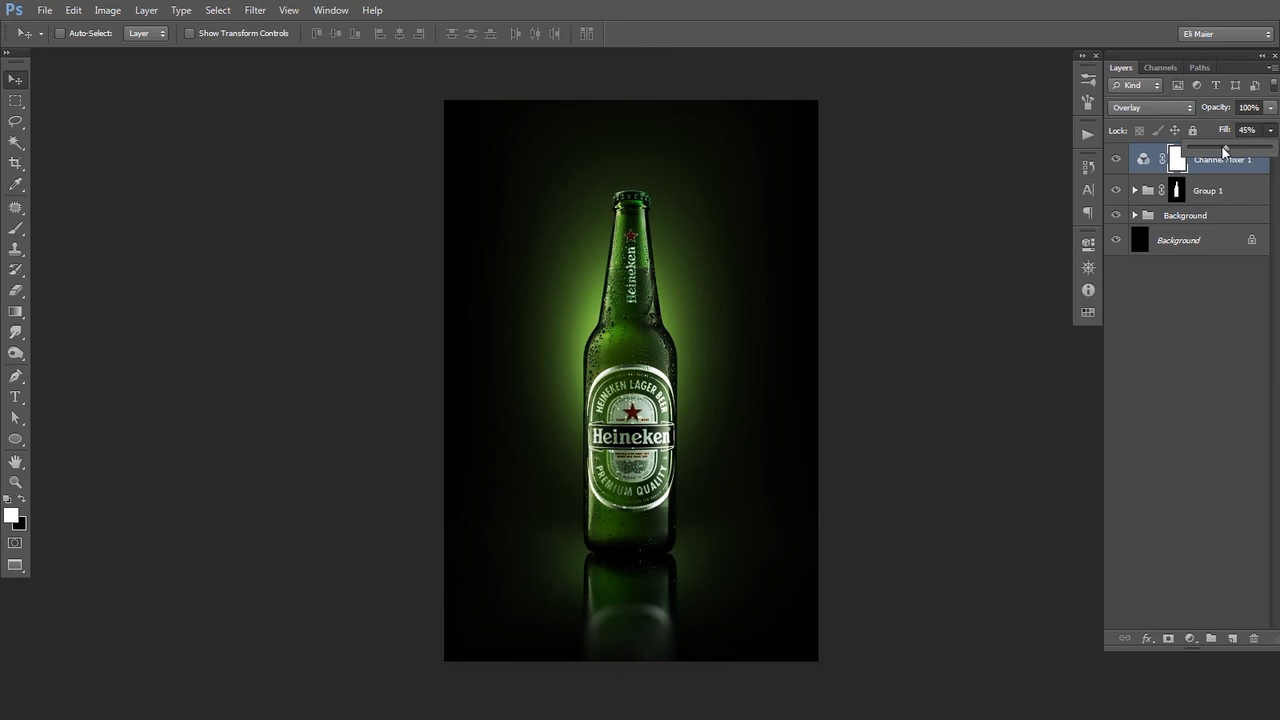 Ps File Edit Image Layer Type Select Filter View Window Help
Auto-Select: Layer Show Transform Controls Eli Maier
Layers Channels Paths
Kind
Overlay Opacity: 100%
Lock: Fill: 45%
Channel Mixer 1
Group 1
Background
Background
Heineken
HEINEKEN LAGER BEER
Heineken
PREMIUM QUALITY